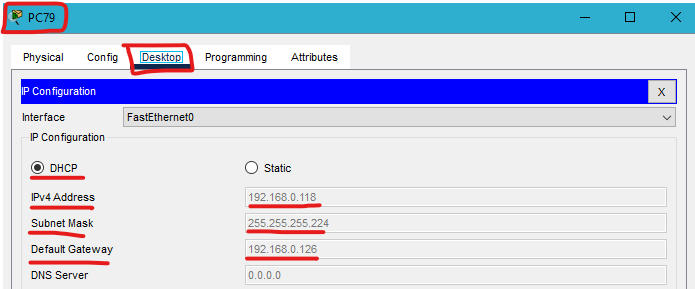 PC79
Physical Config Desktop Programming Attributes
IP Configuration X
Interface FastEthernet0
IP Configuration
DHCP Static
IPv4 Address 192.168.0.118
Subnet Mask 255.255.255.224
Default Gateway 192.168.0.126
DNS Server 0.0.0.0